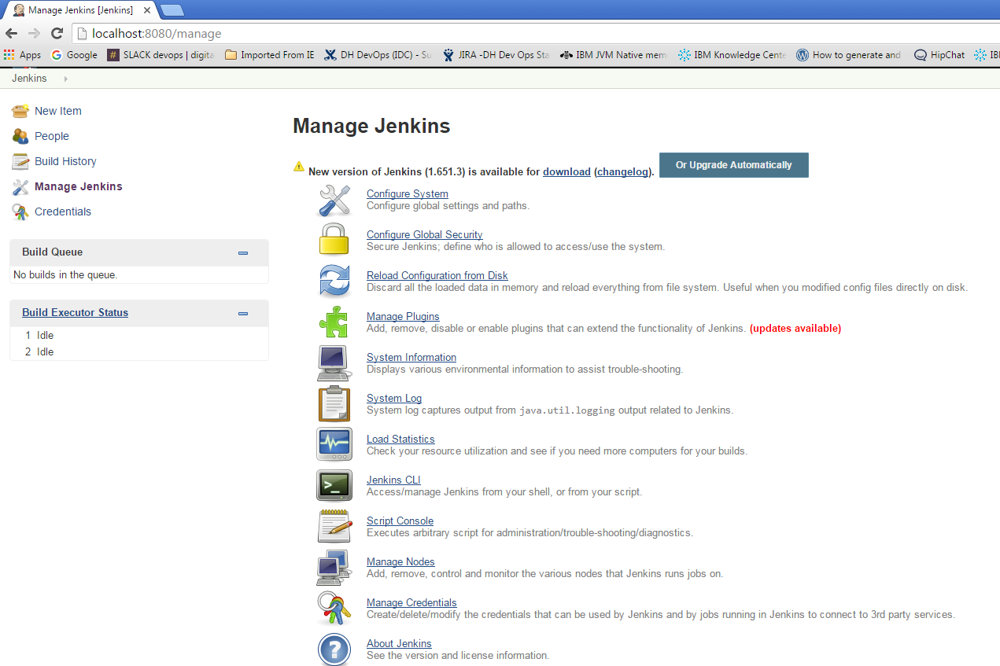 Manage Jenkins [Jenkins]
localhost:8080/manage
Apps Google SLACK devops | digita Imported From IE DH DevOps (IDC) - Su JIRA -DH Dev Ops Sta IBM JVM Native mem IBM Knowledge Cente How to generate and HipChat IBI
Jenkins
New Item
People
Build History
Manage Jenkins
Credentials
Build Queue
No builds in the queue.
Build Executor Status
1 Idle
2 Idle
Manage Jenkins
New version of Jenkins (1.651.3) is available for download (changelog). Or Upgrade Automatically
Configure System
Configure global settings and paths.
Configure Global Security
Secure Jenkins; define who is allowed to access/use the system.
Reload Configuration from Disk
Discard all the loaded data in memory and reload everything from file system. Useful when you modified config files directly on disk.
Manage Plugins
Add, remove, disable or enable plugins that can extend the functionality of Jenkins. (updates available)
System Information
Displays various environmental information to assist trouble-shooting.
System Log
System log captures output from java.util.logging output related to Jenkins.
Load Statistics
Check your resource utilization and see if you need more computers for your builds.
Jenkins CLI
Access/manage Jenkins from your shell, or from your script.
Script Console
Executes arbitrary script for administration/trouble-shooting/diagnostics.
Manage Nodes
Add, remove, control and monitor the various nodes that Jenkins runs jobs on.
Manage Credentials
Create/delete/modify the credentials that can be used by Jenkins and by jobs running in Jenkins to connect to 3rd party services.
About Jenkins
See the version and license information.